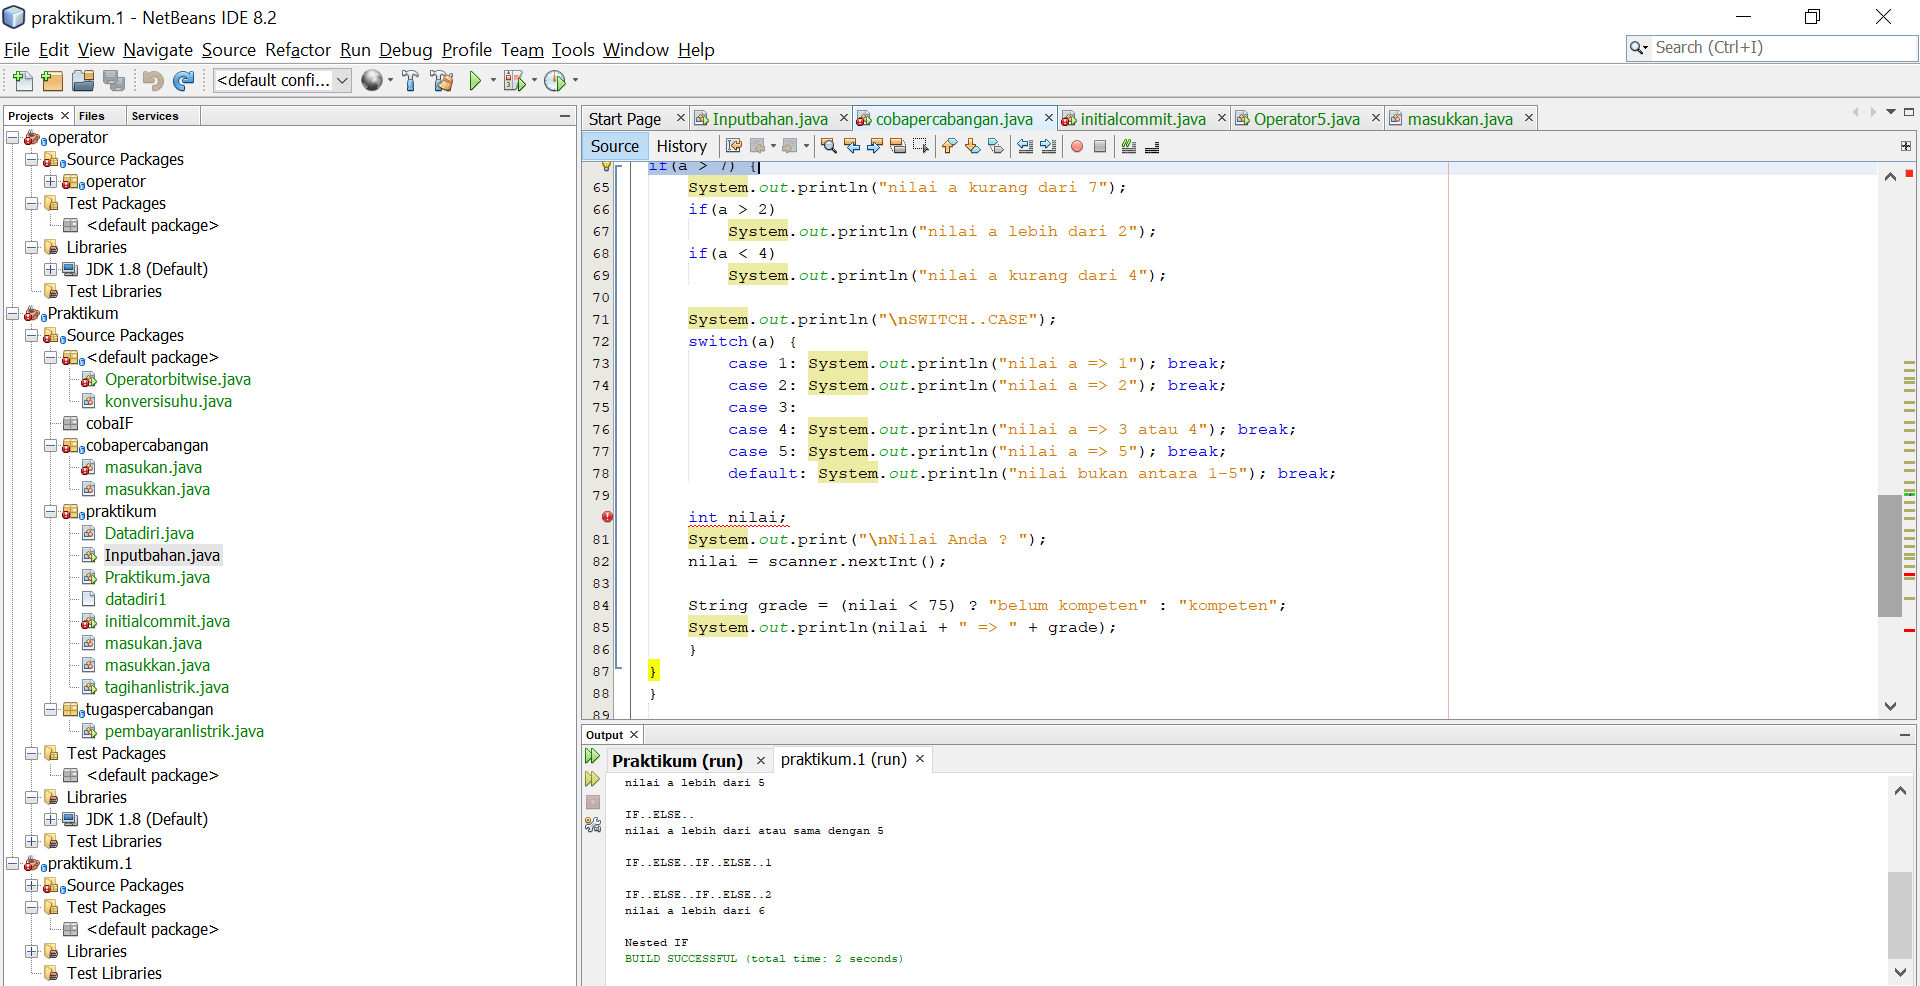 praktikum.1 - NetBeans IDE 8.2
File Edit View Navigate Source Refactor Run Debug Profile Team Tools Window Help
Search (Ctrl+I)
<default confi...
Projects Files Services
operator
Source Packages
operator
Test Packages
<default package>
Libraries
JDK 1.8 (Default)
Test Libraries
Praktikum
Source Packages
<default package>
Operatorbitwise.java
konversisuhu.java
cobaIF
cobapercabangan
masukan.java
masukkan.java
praktikum
Datadiri.java
Inputbahan.java
Praktikum.java
datadiri1
initialcommit.java
masukan.java
masukkan.java
tagihanlistrik.java
tugaspercabangan
pembayaranlistrik.java
Test Packages
<default package>
Libraries
JDK 1.8 (Default)
Test Libraries
praktikum.1
Source Packages
Test Packages
<default package>
Libraries
Test Libraries
Start Page Inputbahan.java cobapercabangan.java initialcommit.java Operator5.java masukkan.java
Source History
if(a > 7) {
65 System.out.println("nilai a kurang dari 7");
66 if(a > 2)
67 System.out.println("nilai a lebih dari 2");
68 if(a < 4)
69 System.out.println("nilai a kurang dari 4");
70
71 System.out.println("\nSWITCH..CASE");
72 switch(a) {
73 case 1: System.out.println("nilai a => 1"); break;
74 case 2: System.out.println("nilai a => 2"); break;
75 case 3:
76 case 4: System.out.println("nilai a => 3 atau 4"); break;
77 case 5: System.out.println("nilai a => 5"); break;
78 default: System.out.println("nilai bukan antara 1-5"); break;
79
int nilai;
81 System.out.print("\nNilai Anda ? ");
82 nilai = scanner.nextInt();
83
84 String grade = (nilai < 75) ? "belum kompeten" : "kompeten";
85 System.out.println(nilai + " => " + grade);
86 }
87 }
88 }
89
Output
Praktikum (run) praktikum.1 (run)
nilai a lebih dari 5
IF..ELSE..
nilai a lebih dari atau sama dengan 5
IF..ELSE..IF..ELSE..1
IF..ELSE..IF..ELSE..2
nilai a lebih dari 6
Nested IF
BUILD SUCCESSFUL (total time: 2 seconds)